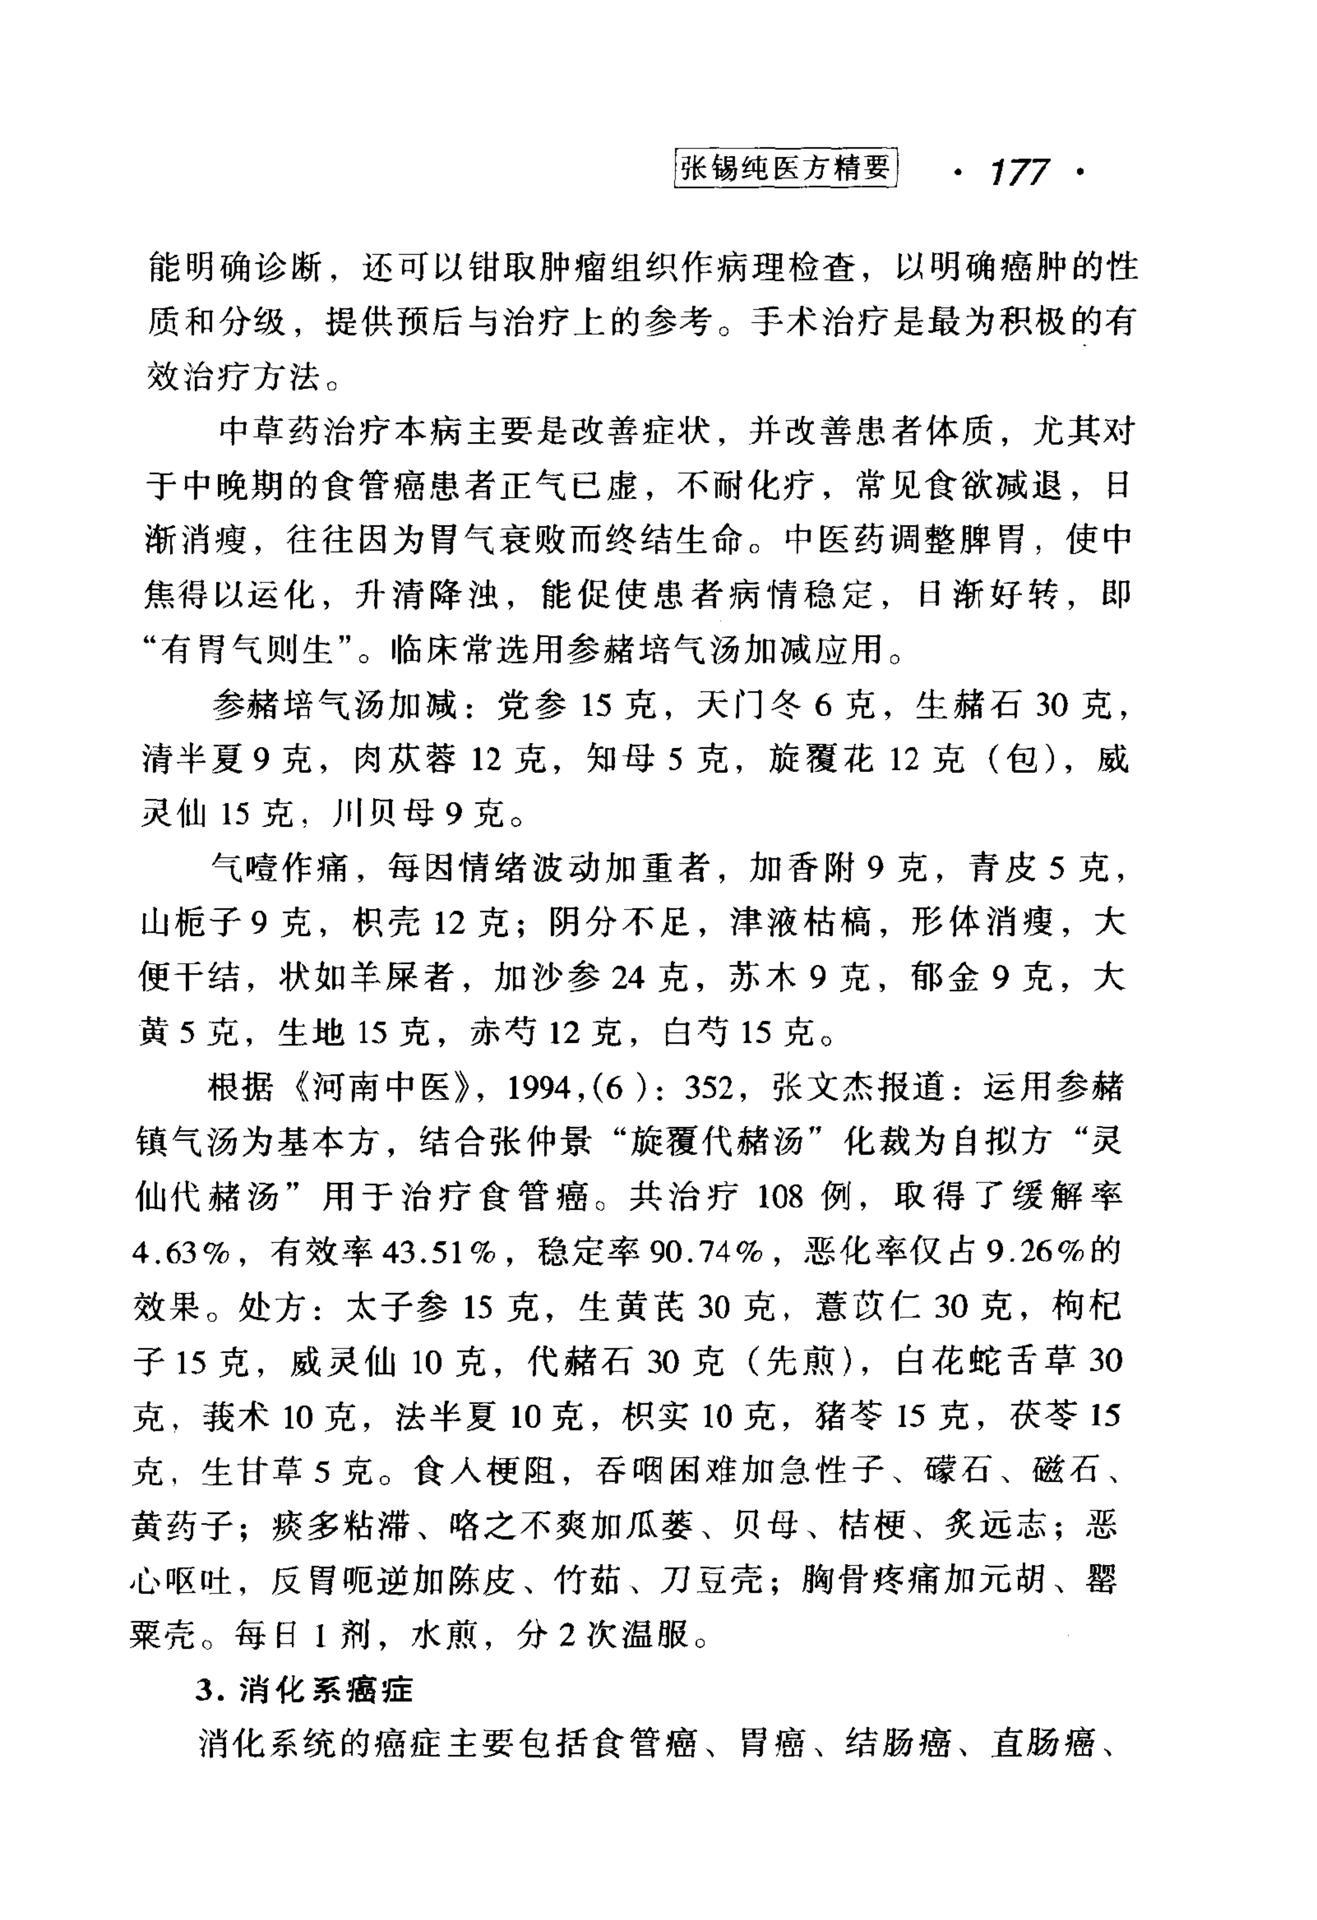 张锡纯医方精要 · 177 ·
能明确诊断，还可以钳取肿瘤组织作病理检查，以明确癌肿的性
质和分级，提供预后与治疗上的参考。手术治疗是最为积极的有
效治疗方法。
中草药治疗本病主要是改善症状，并改善患者体质，尤其对
于中晚期的食管癌患者正气已虚，不耐化疗，常见食欲减退，日
渐消瘦，往往因为胃气衰败而终结生命。中医药调整脾胃，使中
焦得以运化，升清降浊，能促使患者病情稳定，日渐好转，即
“有胃气则生”。临床常选用参赭培气汤加减应用。
参赭培气汤加减：党参 15 克，天门冬 6 克，生赭石 30 克，
清半夏 9 克，肉苁蓉 12 克，知母 5 克，旋覆花 12 克（包），威
灵仙 15 克，川贝母 9 克。
气噎作痛，每因情绪波动加重者，加香附 9 克，青皮 5 克，
山栀子 9 克，枳壳 12 克；阴分不足，津液枯槁，形体消瘦，大
便干结，状如羊屎者，加沙参 24 克，苏木 9 克，郁金 9 克，大
黄 5 克，生地 15 克，赤芍 12 克，白芍 15 克。
根据《河南中医》，1994，（6）：352，张文杰报道：运用参赭
镇气汤为基本方，结合张仲景“旋覆代赭汤”化裁为自拟方“灵
仙代赭汤”用于治疗食管癌。共治疗 108 例，取得了缓解率
4.63%，有效率 43.51%，稳定率 90.74%，恶化率仅占 9.26%的
效果。处方：太子参 15 克，生黄芪 30 克，薏苡仁 30 克，枸杞
子 15 克，威灵仙 10 克，代赭石 30 克（先煎），白花蛇舌草 30
克，莪术 10 克，法半夏 10 克，枳实 10 克，猪苓 15 克，茯苓 15
克，生甘草 5 克。食入梗阻，吞咽困难加急性子、礞石、磁石、
黄药子；痰多粘滞、咯之不爽加瓜蒌、贝母、桔梗、炙远志；恶
心呕吐，反胃呃逆加陈皮、竹茹、刀豆壳；胸骨疼痛加元胡、罂
粟壳。每日 1 剂，水煎，分 2 次温服。
3. 消化系癌症
消化系统的癌症主要包括食管癌、胃癌、结肠癌、直肠癌、